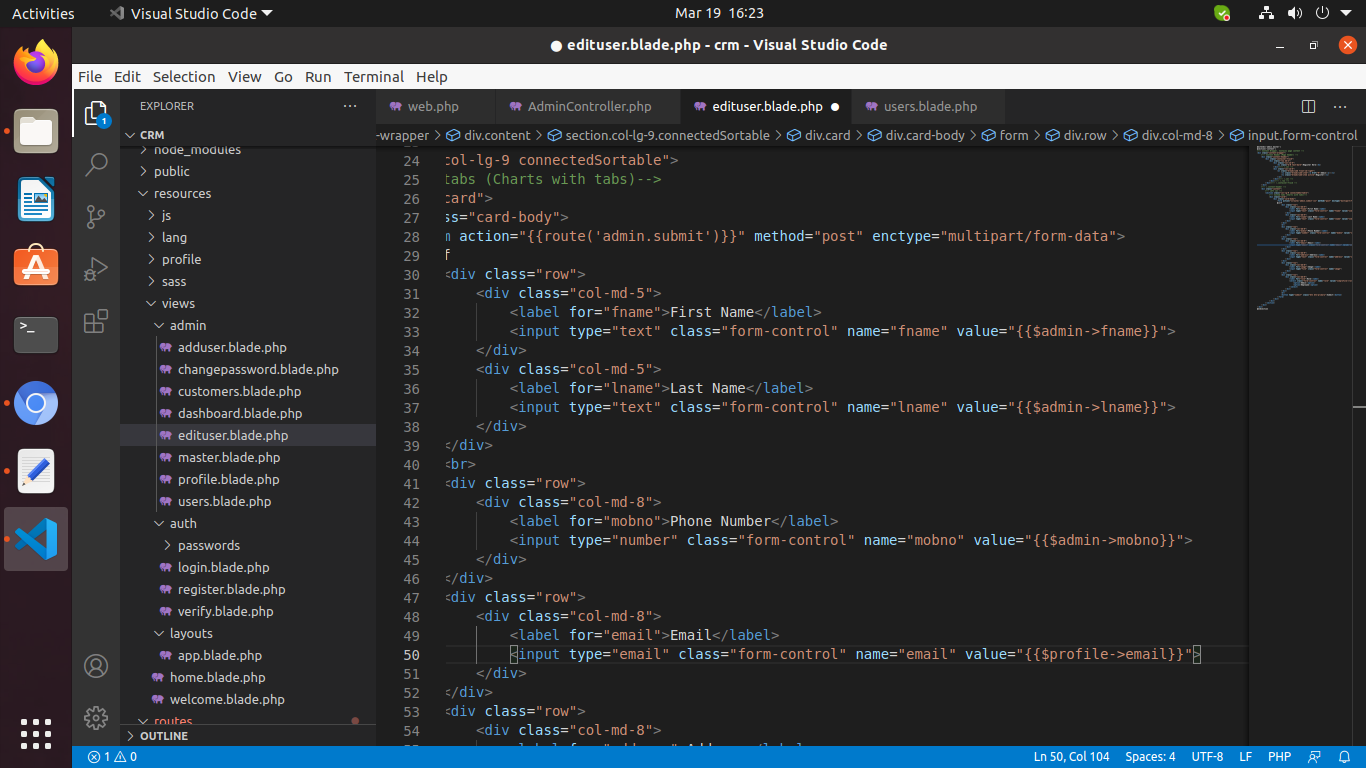 Activities
Visual Studio Code
Mar 19 16:23
● edituser.blade.php - crm - Visual Studio Code
File Edit Selection View Go Run Terminal Help
EXPLORER
web.php
AdminController.php
edituser.blade.php ●
users.blade.php
1
CRM
-wrapper > div.content > section.col-lg-9.connectedSortable > div.card > div.card-body > form > div.row > div.col-md-8 > input.form-control
node_modules
public
resources
js
lang
profile
sass
views
admin
adduser.blade.php
changepassword.blade.php
customers.blade.php
dashboard.blade.php
edituser.blade.php
master.blade.php
profile.blade.php
users.blade.php
auth
passwords
login.blade.php
register.blade.php
verify.blade.php
layouts
app.blade.php
home.blade.php
welcome.blade.php
routes
OUTLINE
24 col-lg-9 connectedSortable">
25 tabs (Charts with tabs)-->
26 card">
27 ss="card-body">
28 m action="{{route('admin.submit')}}" method="post" enctype="multipart/form-data">
29 f
30 <div class="row">
31 <div class="col-md-5">
32 <label for="fname">First Name</label>
33 <input type="text" class="form-control" name="fname" value="{{$admin->fname}}">
34 </div>
35 <div class="col-md-5">
36 <label for="lname">Last Name</label>
37 <input type="text" class="form-control" name="lname" value="{{$admin->lname}}">
38 </div>
39 </div>
40 <br>
41 <div class="row">
42 <div class="col-md-8">
43 <label for="mobno">Phone Number</label>
44 <input type="number" class="form-control" name="mobno" value="{{$admin->mobno}}">
45 </div>
46 </div>
47 <div class="row">
48 <div class="col-md-8">
49 <label for="email">Email</label>
50 <input type="email" class="form-control" name="email" value="{{$profile->email}}">
51 </div>
52 </div>
53 <div class="row">
54 <div class="col-md-8">
1 0
Ln 50, Col 104
Spaces: 4
UTF-8
LF
PHP